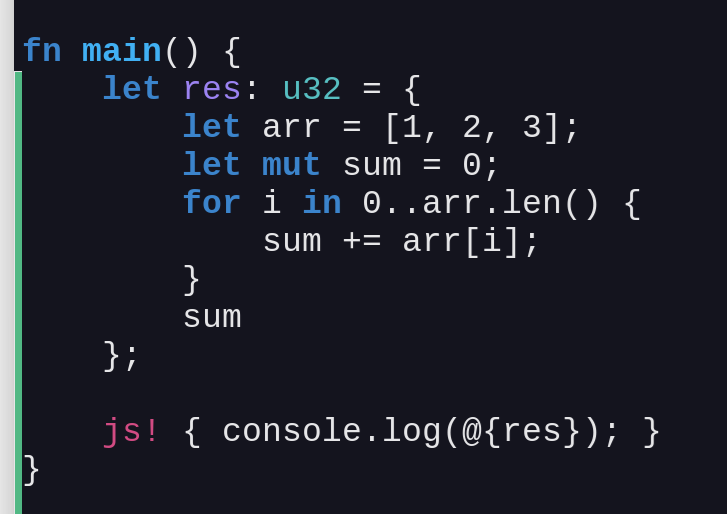 fn main() {
    let res: u32 = {
        let arr = [1, 2, 3];
        let mut sum = 0;
        for i in 0..arr.len() {
            sum += arr[i];
        }
        sum
    };

    js! { console.log(@{res}); }
}